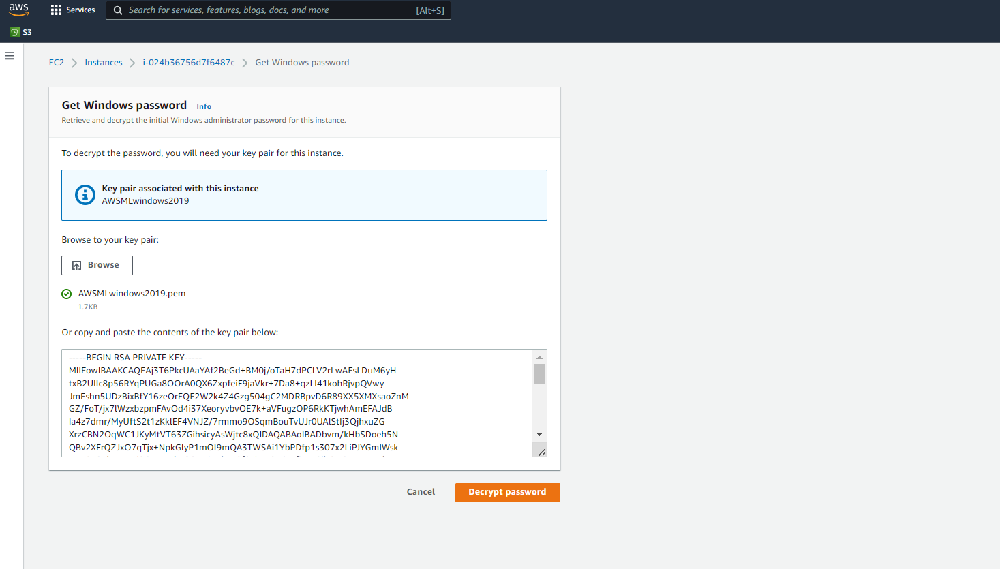 aws
Services
Search for services, features, blogs, docs, and more
[Alt+S]
S3
EC2 > Instances > i-024b36756d7f6487c > Get Windows password
Get Windows password Info
Retrieve and decrypt the initial Windows administrator password for this instance.
To decrypt the password, you will need your key pair for this instance.
Key pair associated with this instance
AWSMLwindows2019
Browse to your key pair:
Browse
AWSMLwindows2019.pem
1.7KB
Or copy and paste the contents of the key pair below:
-----BEGIN RSA PRIVATE KEY-----
MIIEowIBAAKCAQEAj3T6PkcUAaYAf2BeGd+BM0j/oTaH7dPCLV2rLwAEsLDuM6yH
txB2UIlc8p56RYqPUGa8OOrA0QX6ZxpfeiF9jaVkr+7Da8+qzLl41kohRjvpQVwy
JmEshn5UDzBixBfY16zeOrEQE2W2k4Z4Gzg504gC2MDRBpvD6R89XX5XMXsaoZnM
GZ/FoT/jx7lWzxbzpmFAvOd4i37XeoryvbvOE7k+aVFugzOP6RkKTjwhAmEFAJdB
Ia4z7dmr/MyUftS2t1zKklEF4VNJZ/7rmmo9OSqmBouTvUJr0UAlStIj3QjhxuZG
XrzCBN2OqWC1JKyMtVT63ZGihsicyAsWjtc8xQIDAQABAoIBADbvm/kHbSDoeh5N
QBv2XFrQZJxO7qTjx+NpkGlyP1mOl9mQA3TWSAi1YbPDfp1s307x2LiPJYGmIWsk
Cancel
Decrypt password